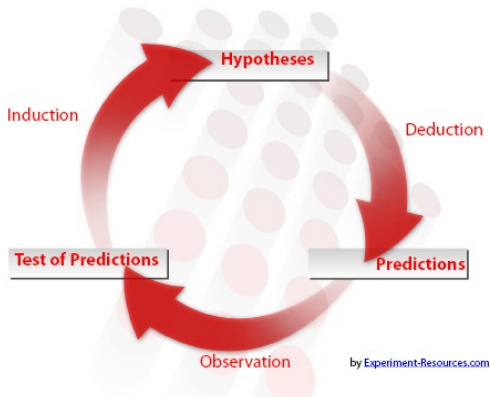 Hypotheses
Induction
Deduction
Test of Predictions
Predictions
Observation
by Experiment-Resources.com